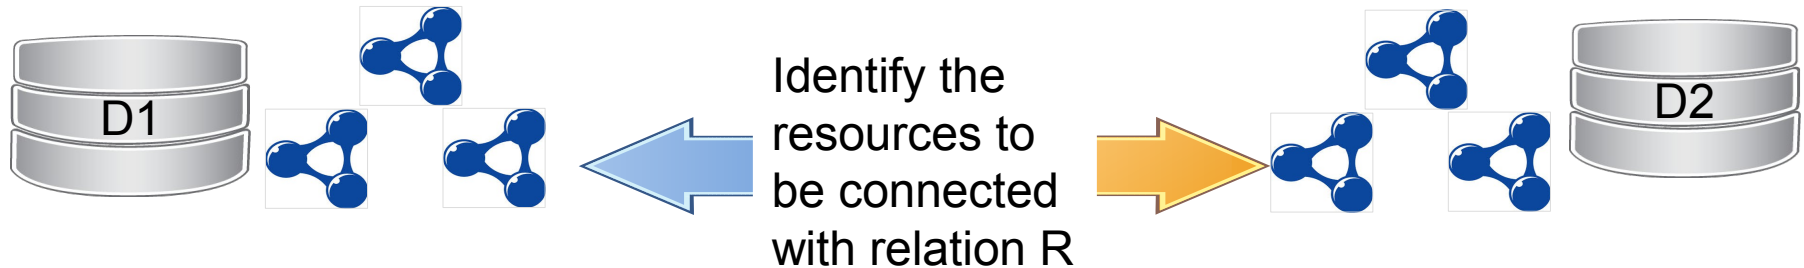 D1
Identify the
resources to
be connected
with relation R
D2